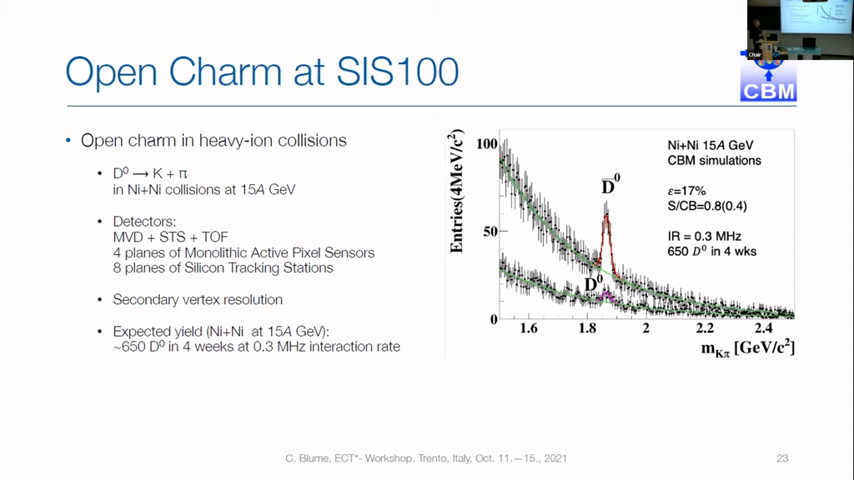 Open Charm at SIS100
Chair
CBM
• Open charm in heavy-ion collisions
• D⁰ → K + π
in Ni+Ni collisions at 15A GeV
• Detectors:
MVD + STS + TOF
4 planes of Monolithic Active Pixel Sensors
8 planes of Silicon Tracking Stations
• Secondary vertex resolution
• Expected yield (Ni+Ni at 15A GeV):
~650 D⁰ in 4 weeks at 0.3 MHz interaction rate
Entries(4MeV/c²)
100
50
0
D̅⁰
D⁰
Ni+Ni 15A GeV
CBM simulations
ε=17%
S/CB=0.8(0.4)
IR = 0.3 MHz
650 D⁰ in 4 wks
1.6 1.8 2 2.2 2.4
m_Kπ [GeV/c²]
C. Blume, ECT*- Workshop, Trento, Italy, Oct. 11.—15., 2021
23